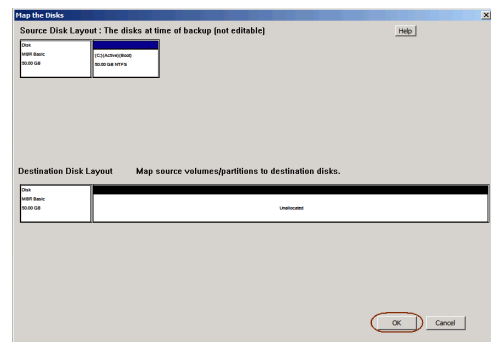 Map the Disks
Source Disk Layout : The disks at time of backup (not editable)
Help
Disk
MBR Basic
50.00 GB
(C:)(Active)(Boot)
50.00 GB NTFS
Destination Disk Layout Map source volumes/partitions to destination disks.
Disk
MBR Basic
50.00 GB
Unallocated
OK Cancel